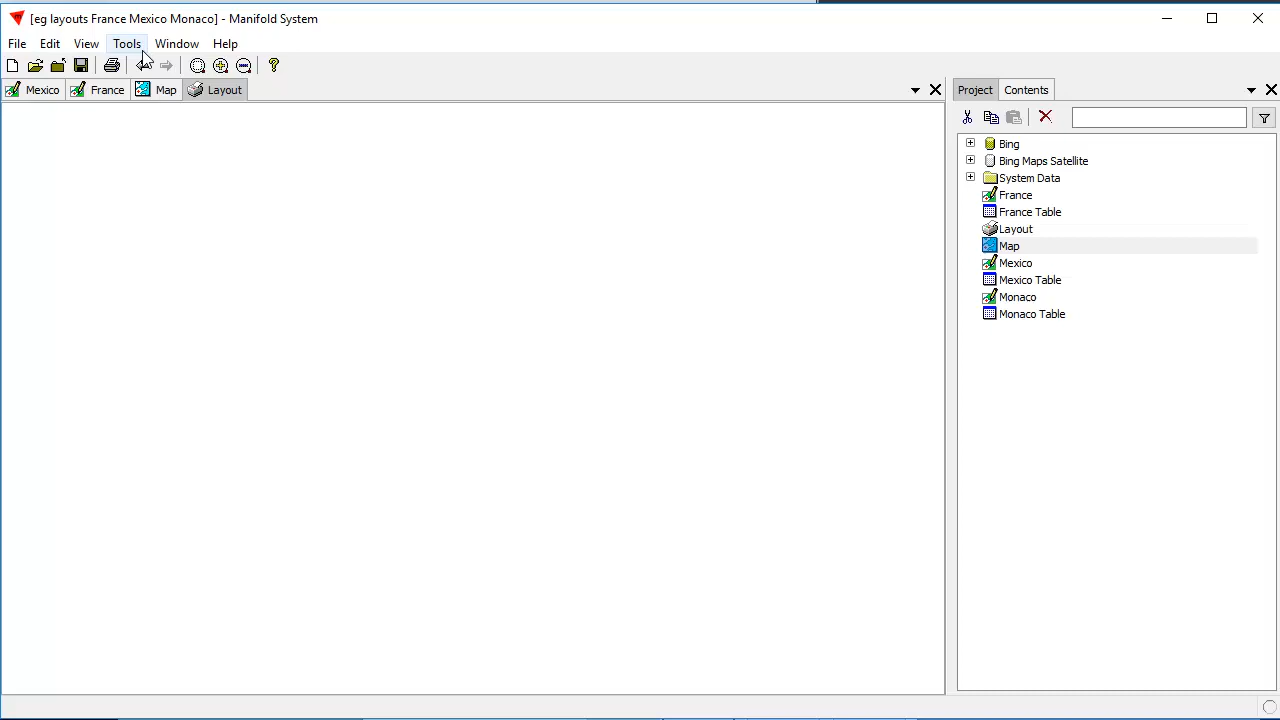 [eg layouts France Mexico Monaco] - Manifold System
File Edit View Tools Window Help
Mexico France Map Layout
Project Contents
Bing
Bing Maps Satellite
System Data
France
France Table
Layout
Map
Mexico
Mexico Table
Monaco
Monaco Table